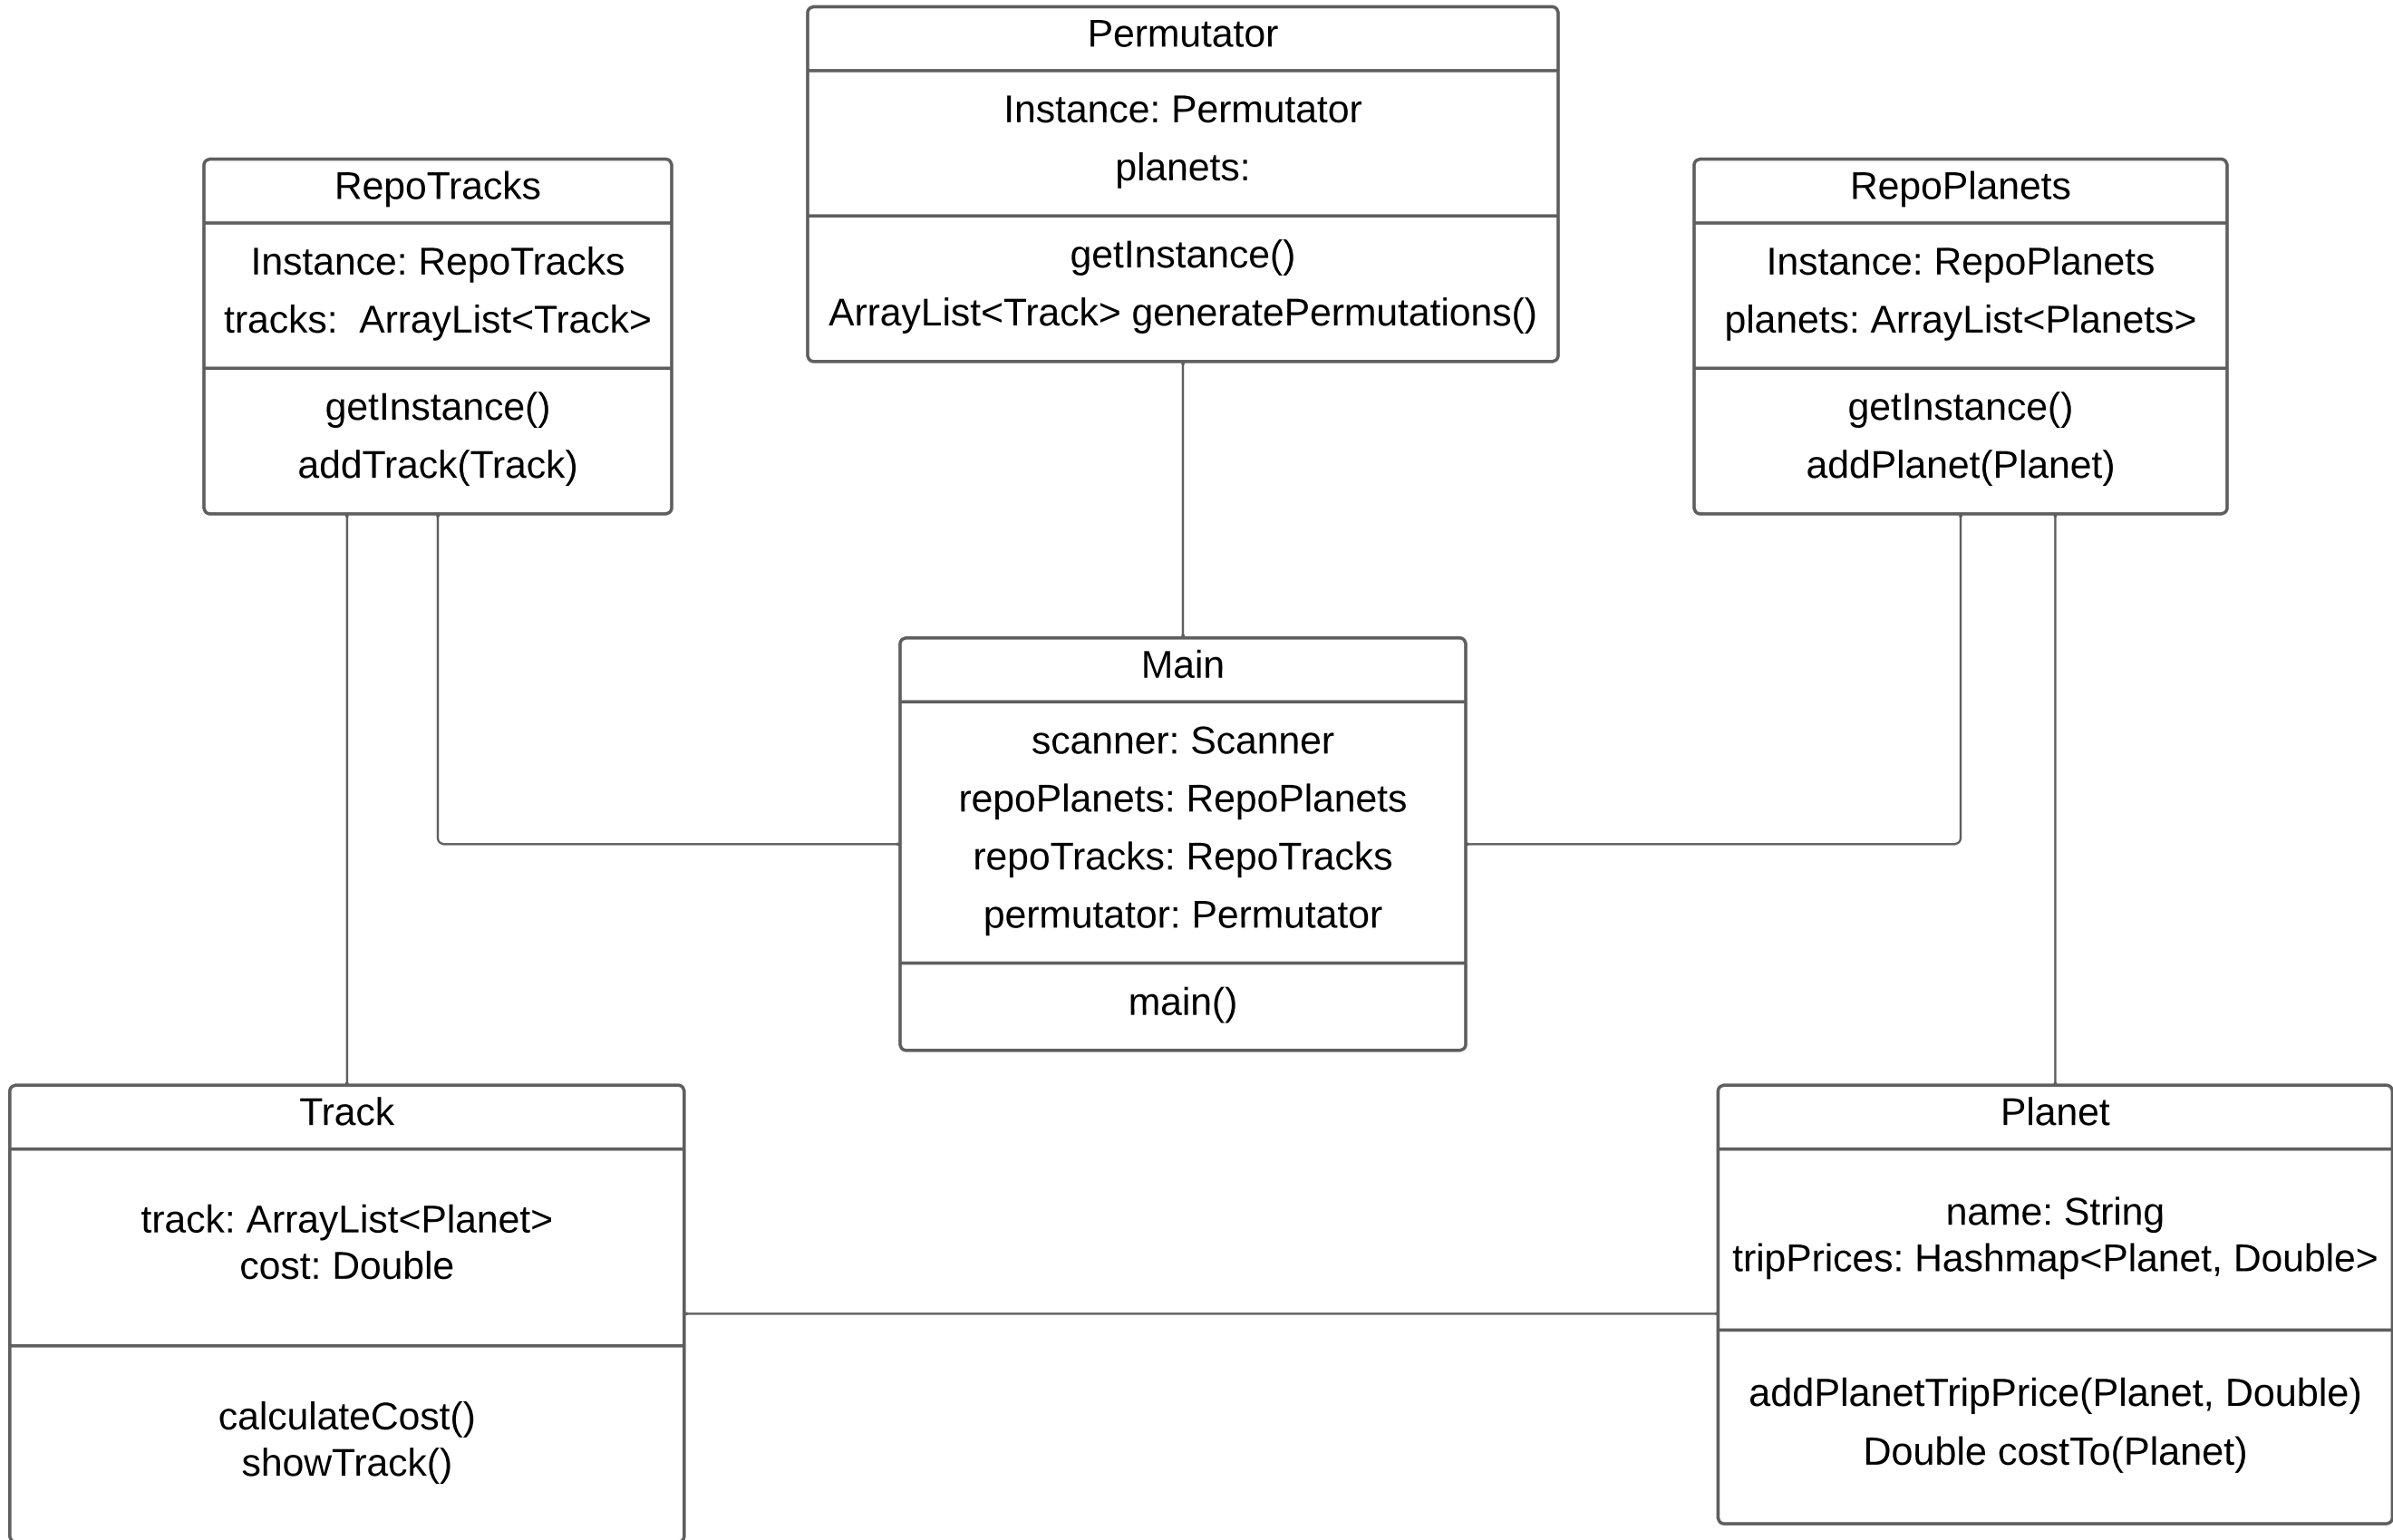 Permutator
Instance: Permutator
planets:
getInstance()
ArrayList<Track> generatePermutations()
RepoTracks
Instance: RepoTracks
tracks:  ArrayList<Track>
getInstance()
addTrack(Track)
RepoPlanets
Instance: RepoPlanets
planets: ArrayList<Planets>
getInstance()
addPlanet(Planet)
Main
scanner: Scanner
repoPlanets: RepoPlanets
repoTracks: RepoTracks
permutator: Permutator
main()
Track
track: ArrayList<Planet>
cost: Double
calculateCost()
showTrack()
Planet
name: String
tripPrices: Hashmap<Planet, Double>
addPlanetTripPrice(Planet, Double)
Double costTo(Planet)